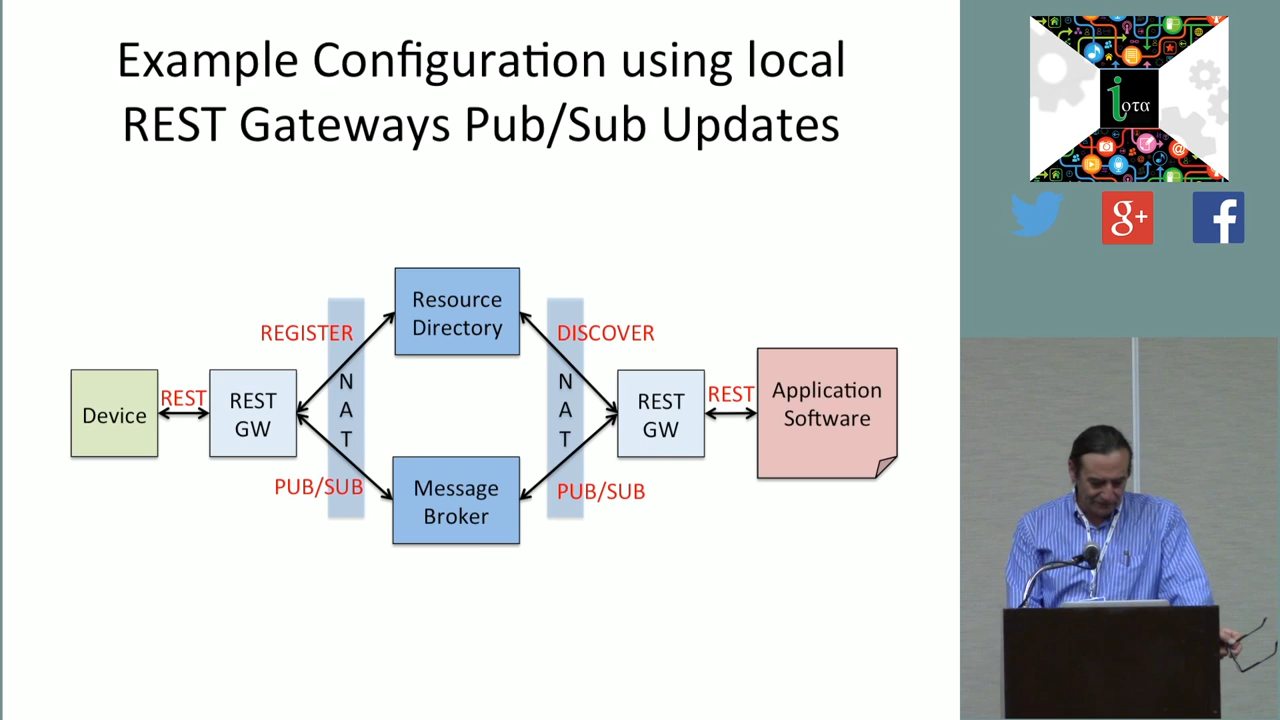 Example Configuration using local
REST Gateways Pub/Sub Updates
iοτα
g+
f
Resource
Directory
REGISTER
DISCOVER
Device
REST
REST
GW
N
A
T
N
A
T
REST
GW
REST
Application
Software
PUB/SUB
Message
Broker
PUB/SUB